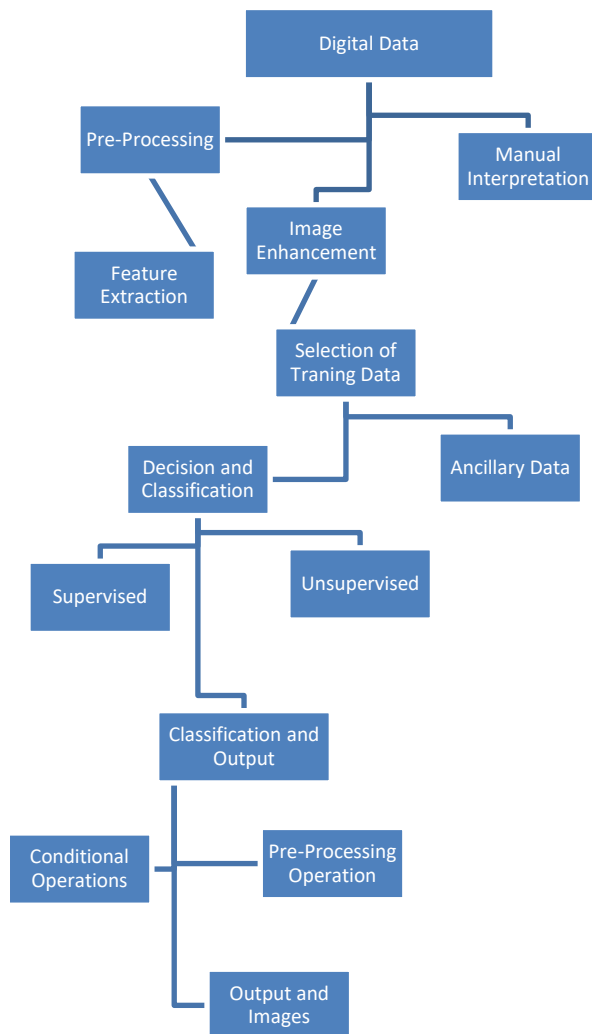 Digital Data
Pre-Processing
Manual
Interpretation
Image
Enhancement
Feature
Extraction
Selection of
Traning Data
Decision and
Classification
Ancillary Data
Supervised
Unsupervised
Classification and
Output
Conditional
Operations
Pre-Processing
Operation
Output and
Images